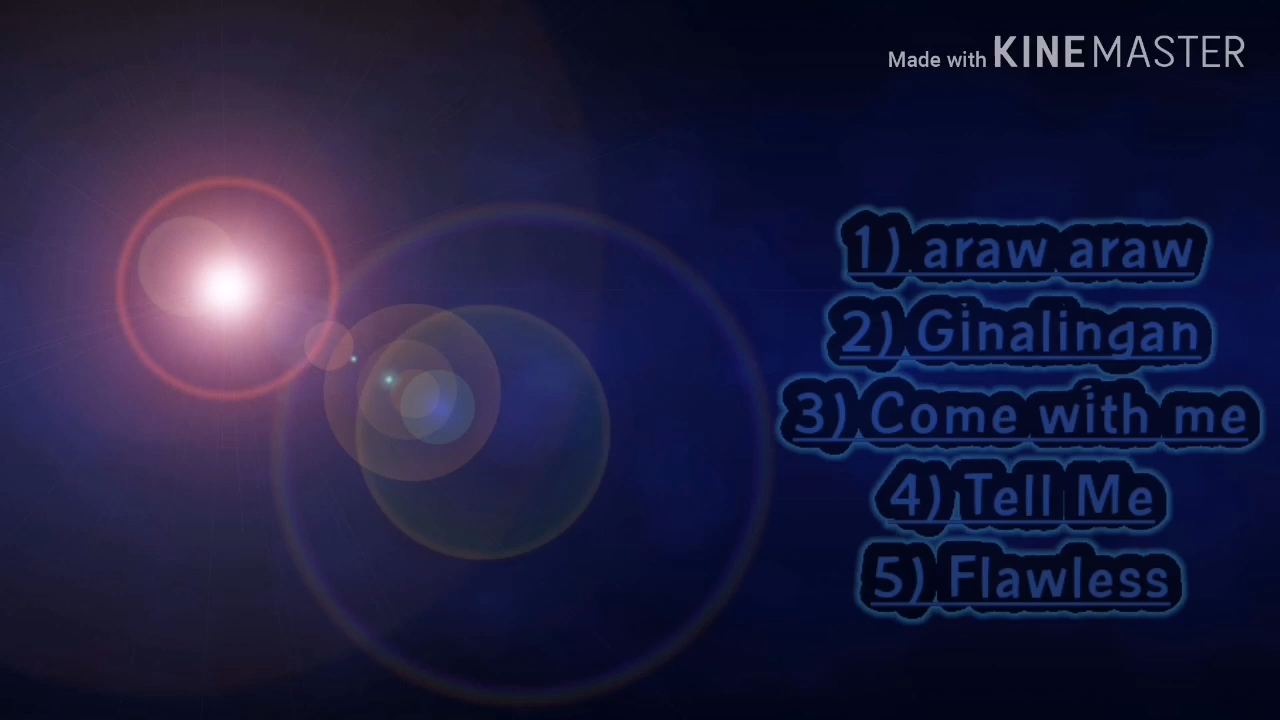 Made with KINEMASTER
1) araw araw
2) Ginalingan
3) Come with me
4) Tell Me
5) Flawless